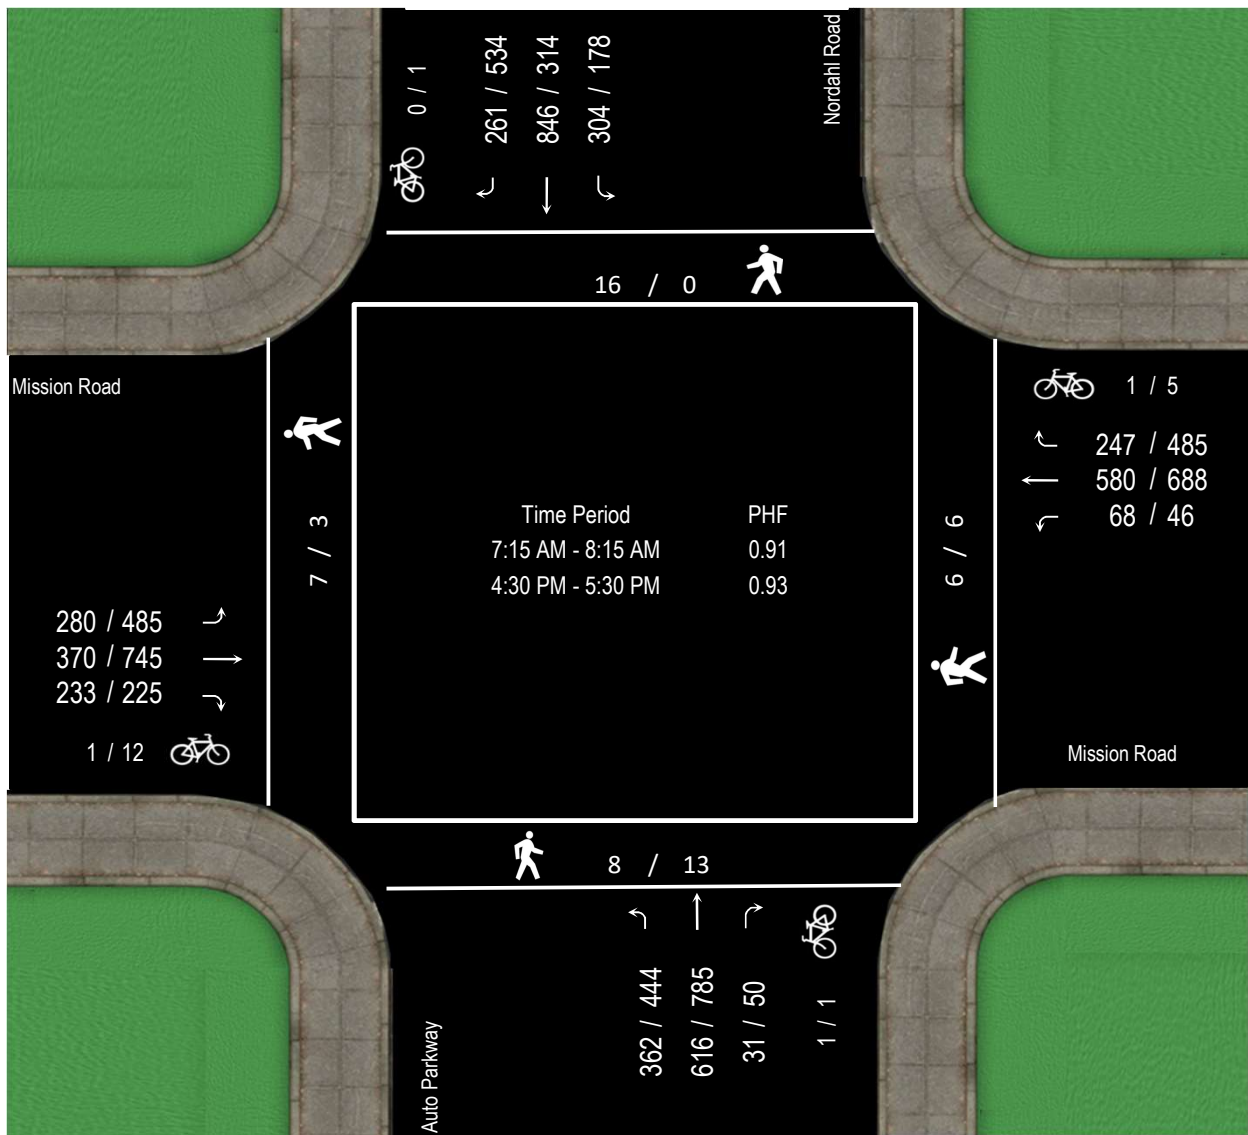 Nordahl Road
0 / 1
261 / 534
846 / 314
304 / 178
16 / 0
Mission Road
1 / 5
247 / 485
580 / 688
68 / 46
7 / 3
Time Period PHF
7:15 AM - 8:15 AM 0.91
4:30 PM - 5:30 PM 0.93
6 / 6
280 / 485
370 / 745
233 / 225
1 / 12
Mission Road
8 / 13
Auto Parkway
362 / 444
616 / 785
31 / 50
1 / 1